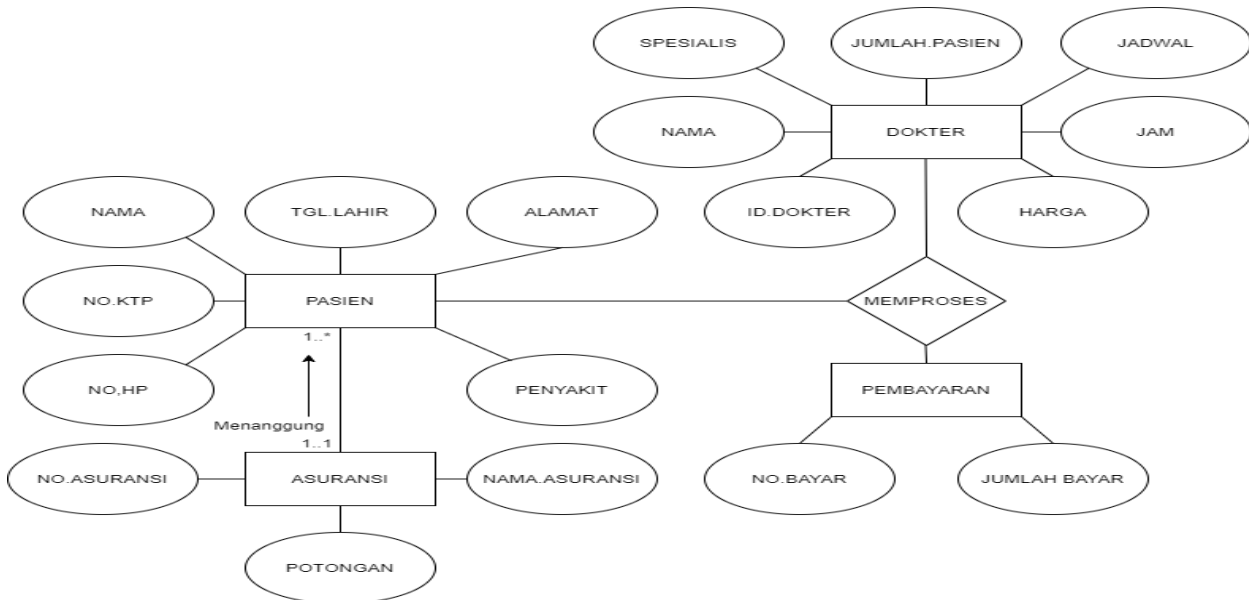 SPESIALIS
JUMLAH.PASIEN
JADWAL
NAMA
DOKTER
JAM
ID.DOKTER
HARGA
NAMA
TGL.LAHIR
ALAMAT
NO.KTP
PASIEN
MEMPROSES
1..*
NO,HP
PENYAKIT
PEMBAYARAN
Menanggung
1..1
NO.ASURANSI
ASURANSI
NAMA.ASURANSI
NO.BAYAR
JUMLAH BAYAR
POTONGAN